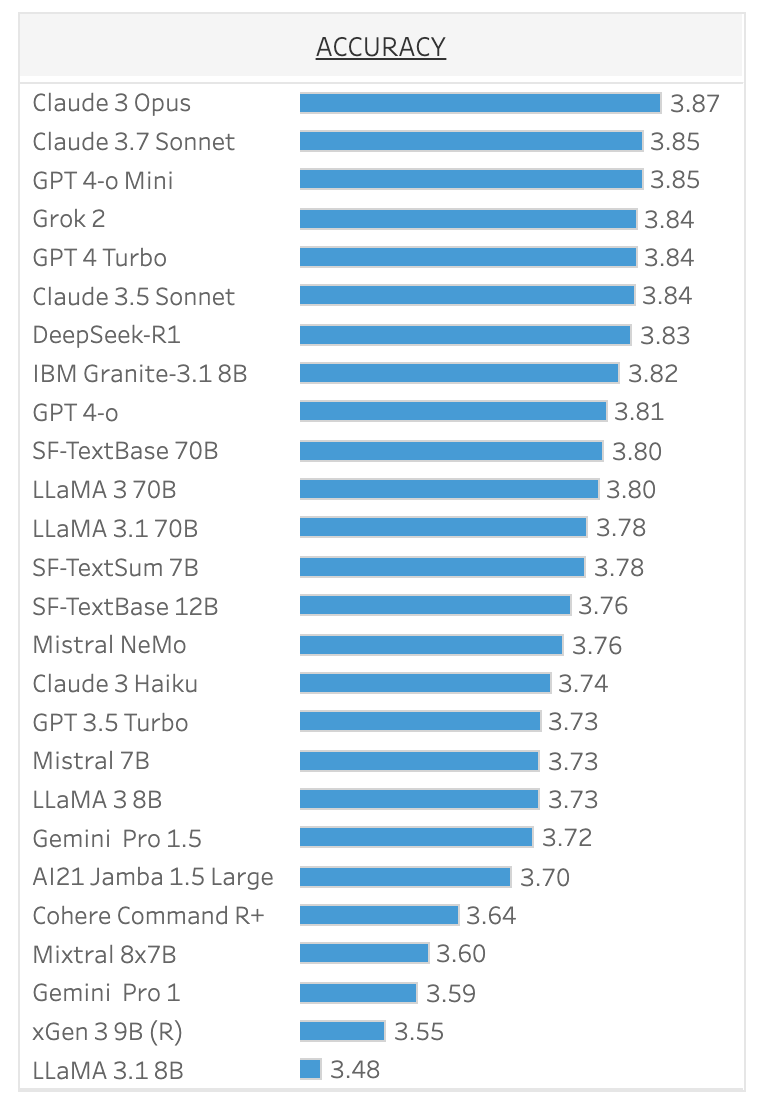 ACCURACY
Claude 3 Opus 3.87
Claude 3.7 Sonnet 3.85
GPT 4-o Mini 3.85
Grok 2 3.84
GPT 4 Turbo 3.84
Claude 3.5 Sonnet 3.84
DeepSeek-R1 3.83
IBM Granite-3.1 8B 3.82
GPT 4-o 3.81
SF-TextBase 70B 3.80
LLaMA 3 70B 3.80
LLaMA 3.1 70B 3.78
SF-TextSum 7B 3.78
SF-TextBase 12B 3.76
Mistral NeMo 3.76
Claude 3 Haiku 3.74
GPT 3.5 Turbo 3.73
Mistral 7B 3.73
LLaMA 3 8B 3.73
Gemini  Pro 1.5 3.72
AI21 Jamba 1.5 Large 3.70
Cohere Command R+ 3.64
Mixtral 8x7B 3.60
Gemini  Pro 1 3.59
xGen 3 9B (R) 3.55
LLaMA 3.1 8B 3.48